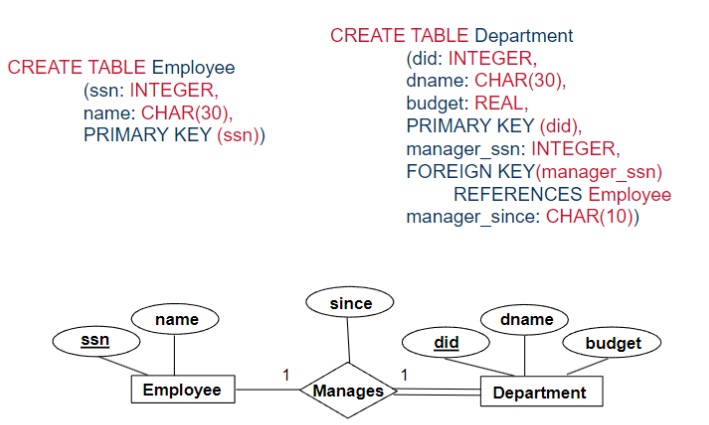 CREATE TABLE Employee
(ssn: INTEGER,
name: CHAR(30),
PRIMARY KEY (ssn))
CREATE TABLE Department
(did: INTEGER,
dname: CHAR(30),
budget: REAL,
PRIMARY KEY (did),
manager_ssn: INTEGER,
FOREIGN KEY(manager_ssn)
REFERENCES Employee
manager_since: CHAR(10))
since
name
dname
ssn
did
budget
1
1
Employee
Manages
Department